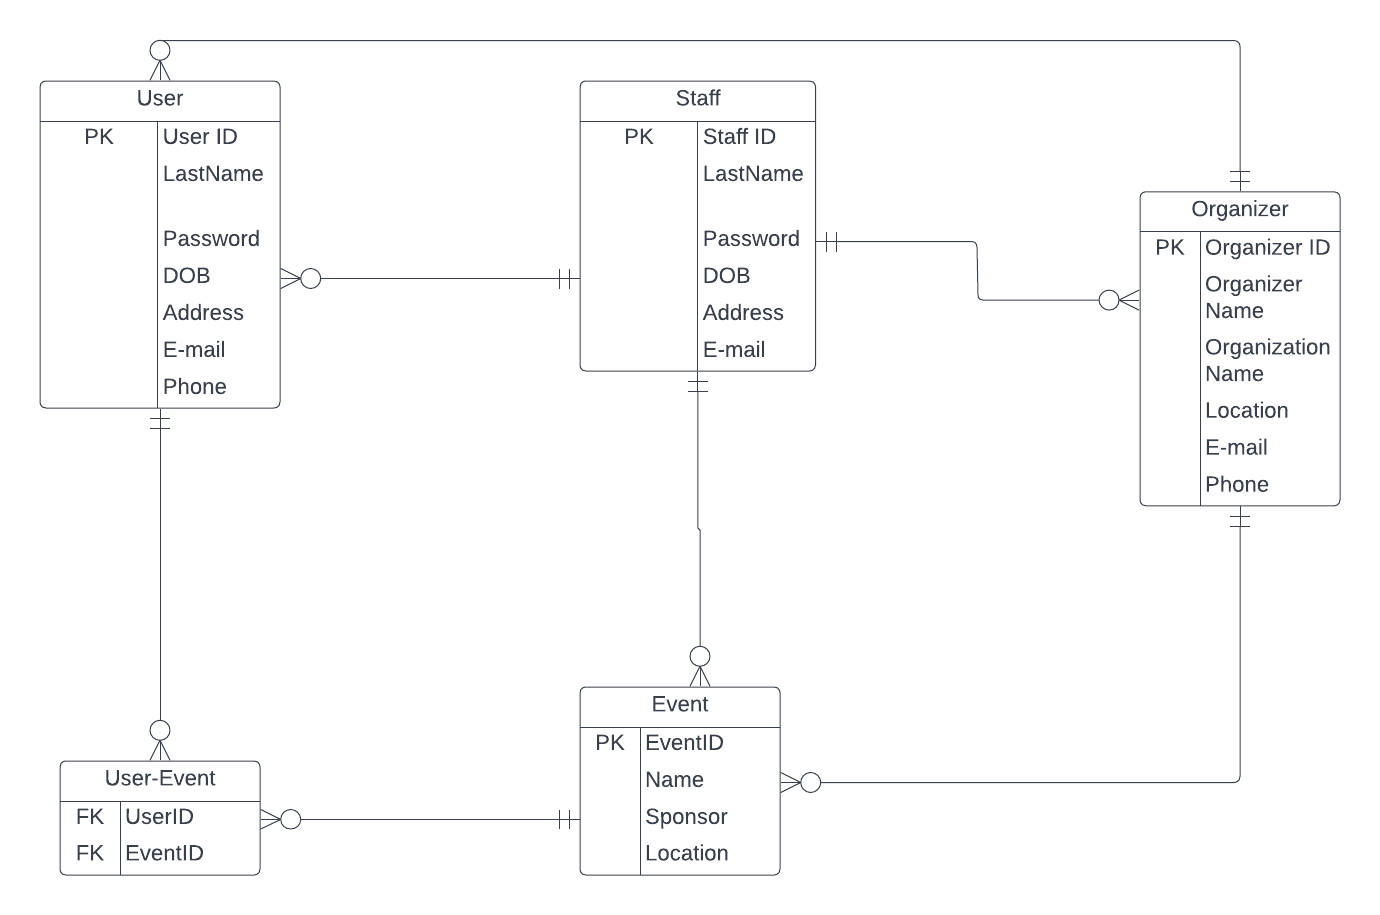 User
PK
User ID
LastName
Password
DOB
Address
E-mail
Phone
Staff
PK
Staff ID
LastName
Password
DOB
Address
E-mail
Organizer
PK
Organizer ID
Organizer
Name
Organization
Name
Location
E-mail
Phone
User-Event
FK
UserID
FK
EventID
Event
PK
EventID
Name
Sponsor
Location